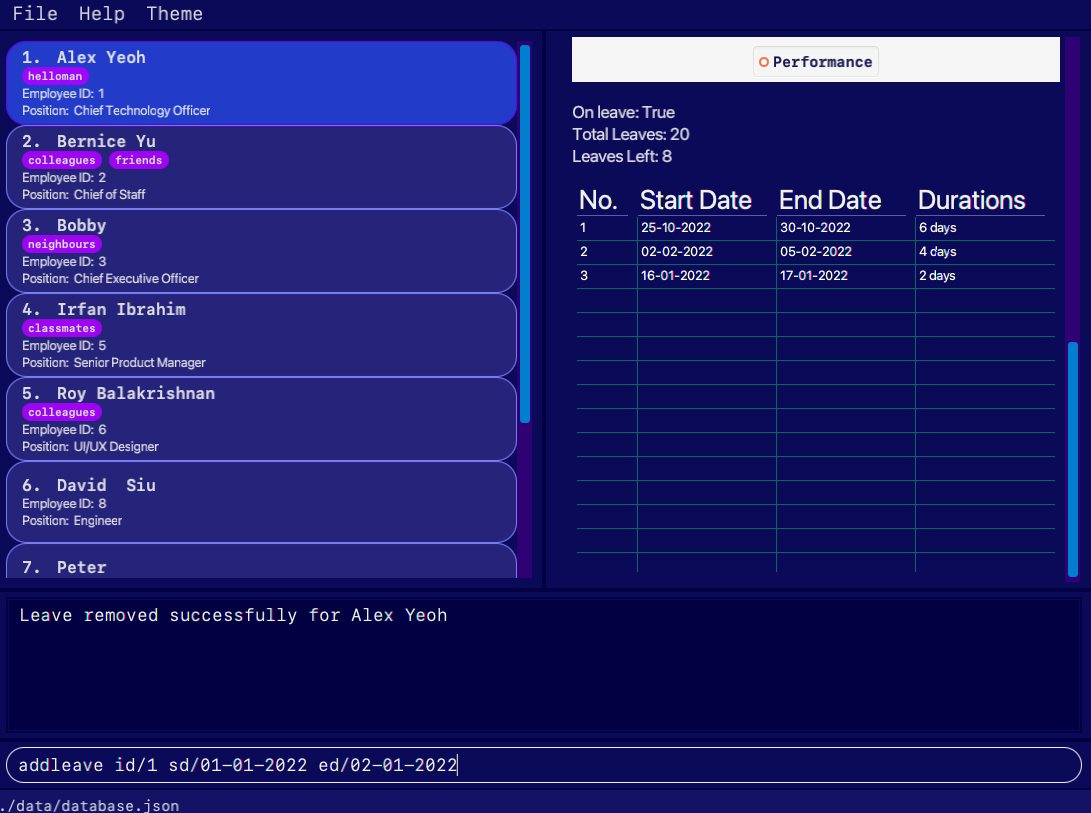 File Help Theme
1. Alex Yeoh
helloman
Employee ID: 1
Position: Chief Technology Officer
2. Bernice Yu
colleagues friends
Employee ID: 2
Position: Chief of Staff
3. Bobby
neighbours
Employee ID: 3
Position: Chief Executive Officer
4. Irfan Ibrahim
classmates
Employee ID: 5
Position: Senior Product Manager
5. Roy Balakrishnan
colleagues
Employee ID: 6
Position: UI/UX Designer
6. David  Siu
Employee ID: 8
Position: Engineer
7. Peter
Performance
On leave: True
Total Leaves: 20
Leaves Left: 8
No. Start Date End Date Durations
1 25-10-2022 30-10-2022 6 days
2 02-02-2022 05-02-2022 4 days
3 16-01-2022 17-01-2022 2 days
Leave removed successfully for Alex Yeoh
addleave id/1 sd/01-01-2022 ed/02-01-2022
./data/database.json